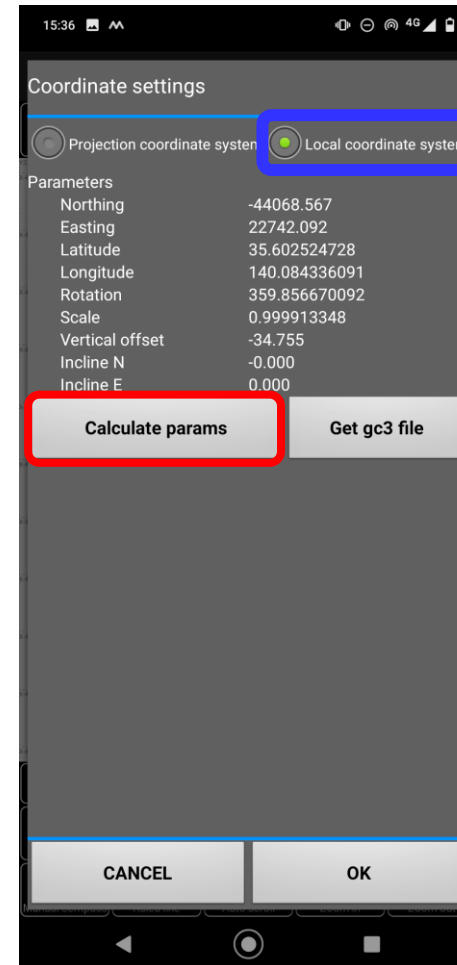 15:36 4G
Coordinate settings
Projection coordinate system Local coordinate system
Parameters
Northing -44068.567
Easting 22742.092
Latitude 35.602524728
Longitude 140.084336091
Rotation 359.856670092
Scale 0.999913348
Vertical offset -34.755
Incline N -0.000
Incline E 0.000
Calculate params Get gc3 file
CANCEL OK